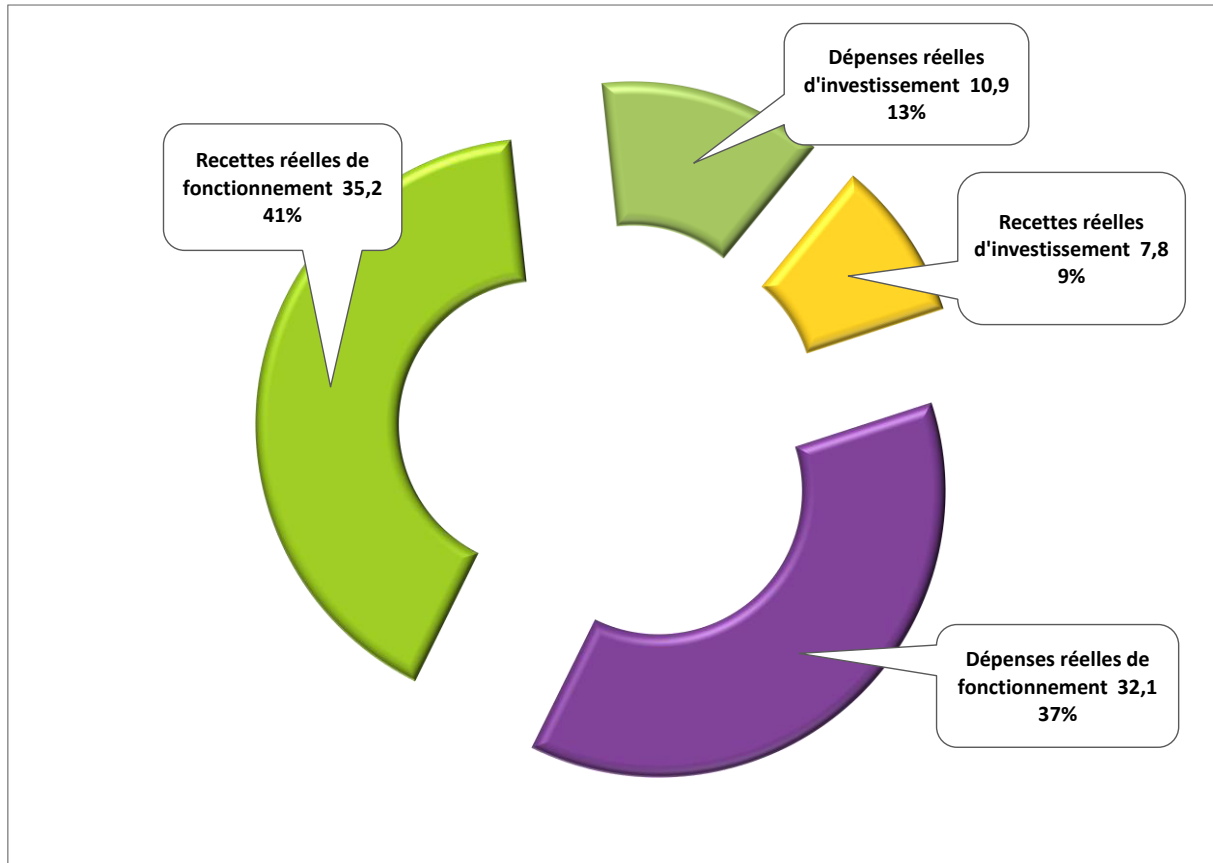 Dépenses réelles
d'investissement 10,9
13%
Recettes réelles de
fonctionnement 35,2
41%
Recettes réelles
d'investissement 7,8
9%
Dépenses réelles de
fonctionnement 32,1
37%